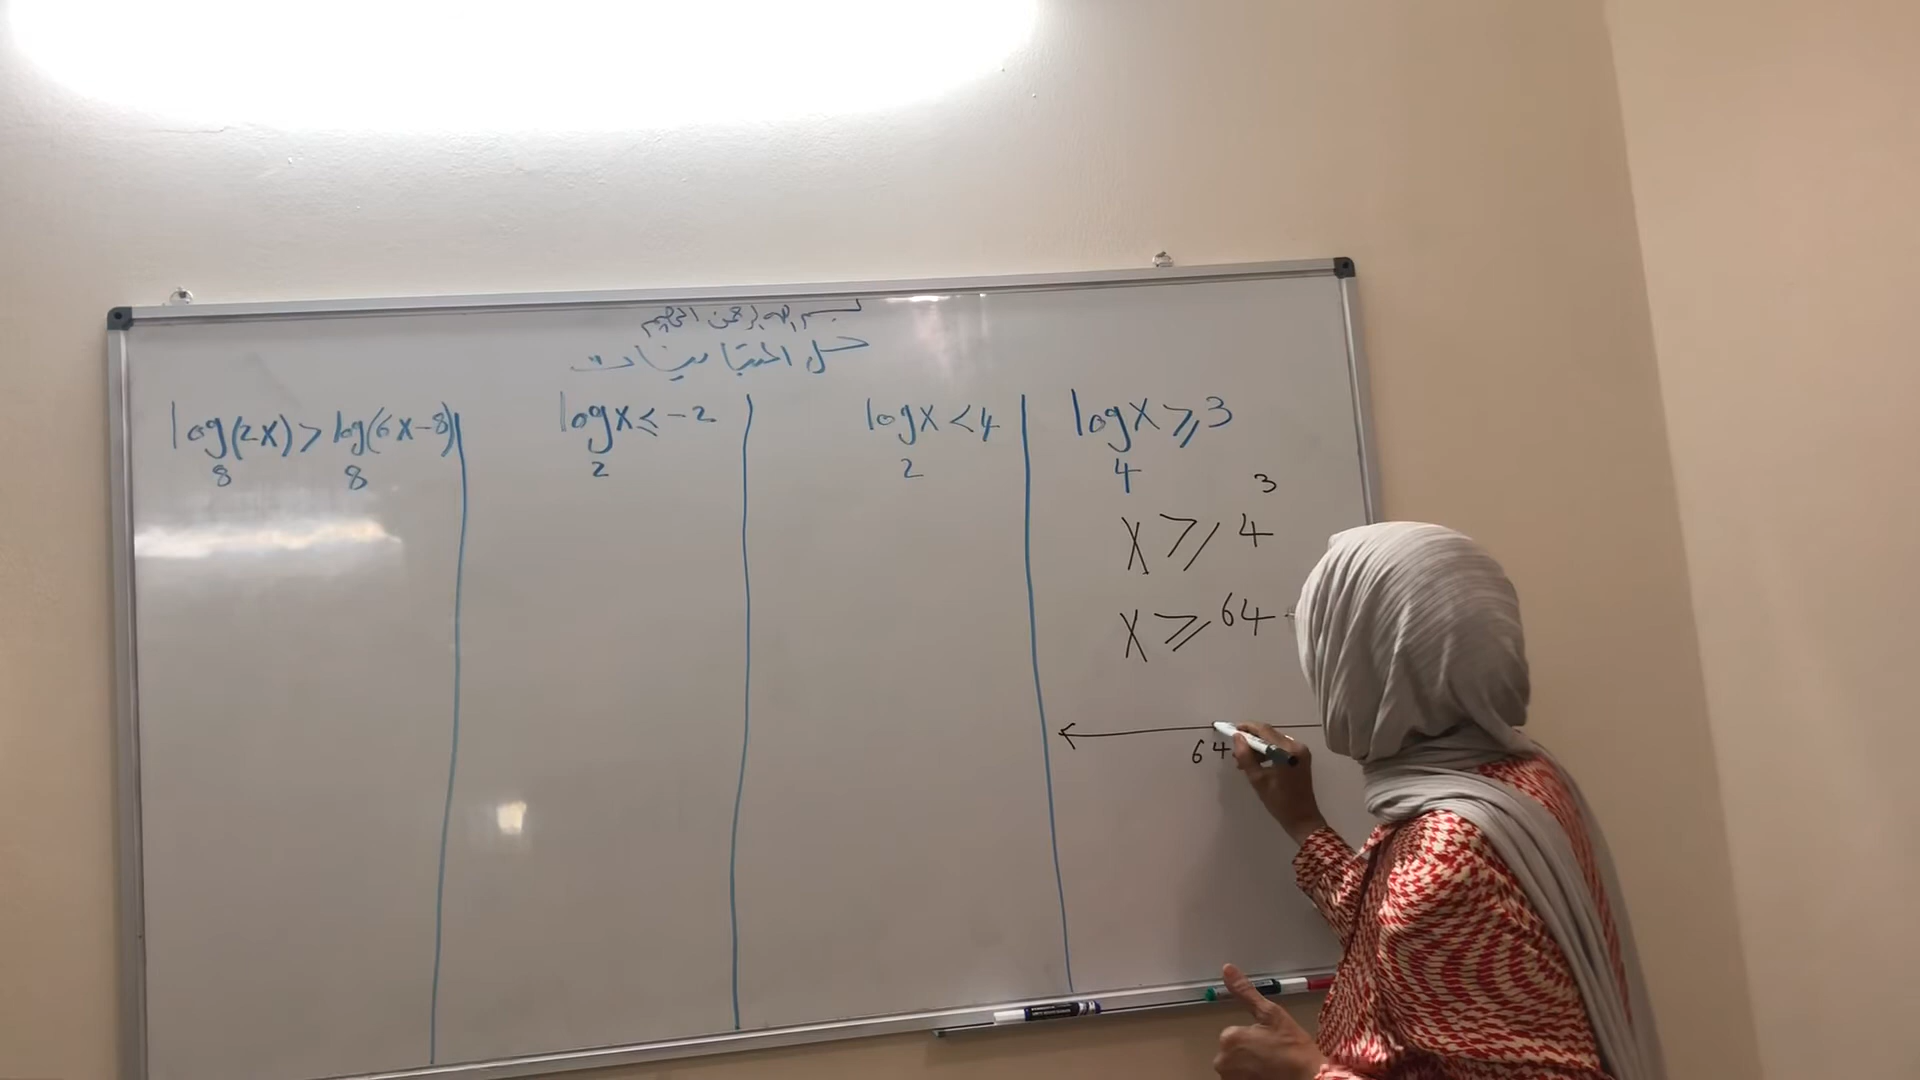 بسم الله الرحمن الرحيم
حل المتباينات
log₄x ≥ 3
x ≥ 4³
x ≥ 64
64
log₂x < 4
log₂x ≤ -2
log₈(2x) > log₈(6x-8)